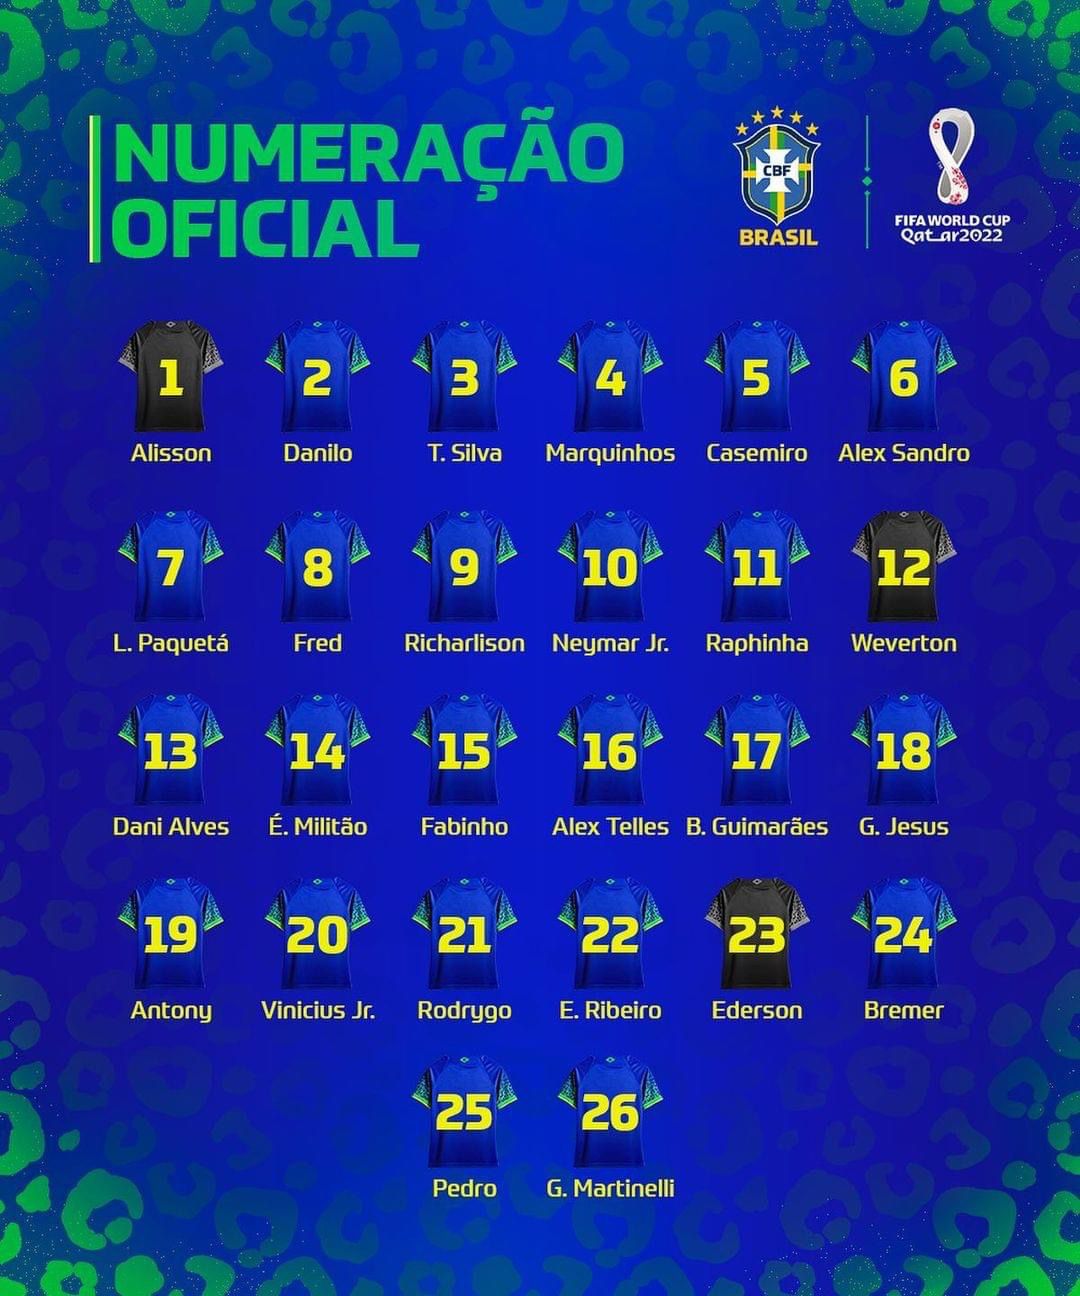 NUMERAÇÃO
OFICIAL
CBF
BRASIL
FIFA WORLD CUP
Qatar2022
1 2 3 4 5 6
Alisson Danilo T. Silva Marquinhos Casemiro Alex Sandro
7 8 9 10 11 12
L. Paquetá Fred Richarlison Neymar Jr. Raphinha Weverton
13 14 15 16 17 18
Dani Alves É. Militão Fabinho Alex Telles B. Guimarães G. Jesus
19 20 21 22 23 24
Antony Vinicius Jr. Rodrygo E. Ribeiro Ederson Bremer
25 26
Pedro G. Martinelli